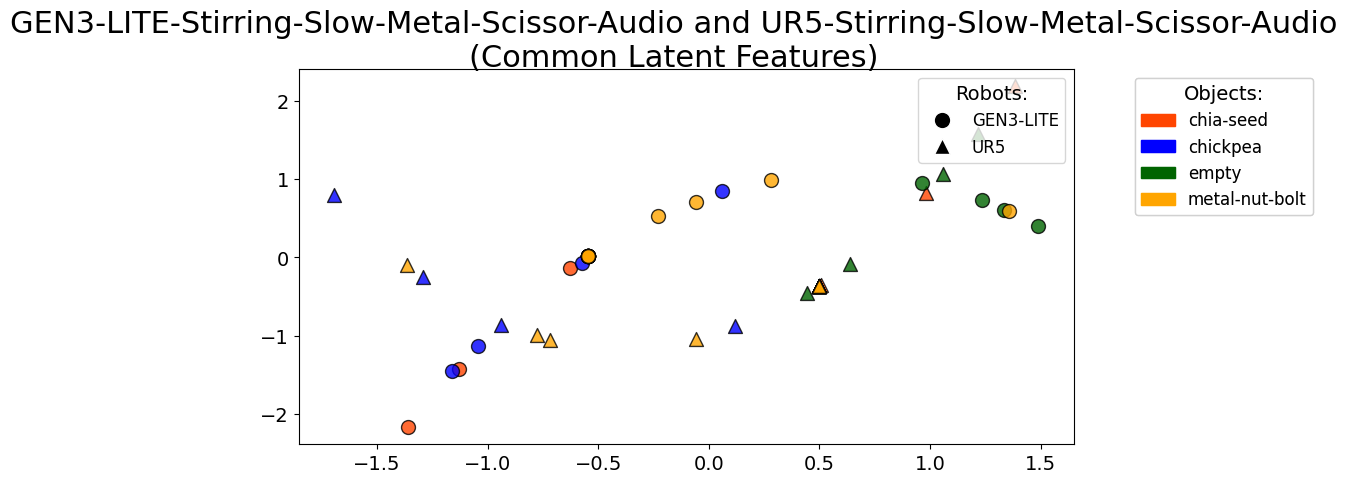 GEN3-LITE-Stirring-Slow-Metal-Scissor-Audio and UR5-Stirring-Slow-Metal-Scissor-Audio
(Common Latent Features)
Robots:
GEN3-LITE
UR5
Objects:
chia-seed
chickpea
empty
metal-nut-bolt
2
1
0
−1
−2
−1.5
−1.0
−0.5
0.0
0.5
1.0
1.5